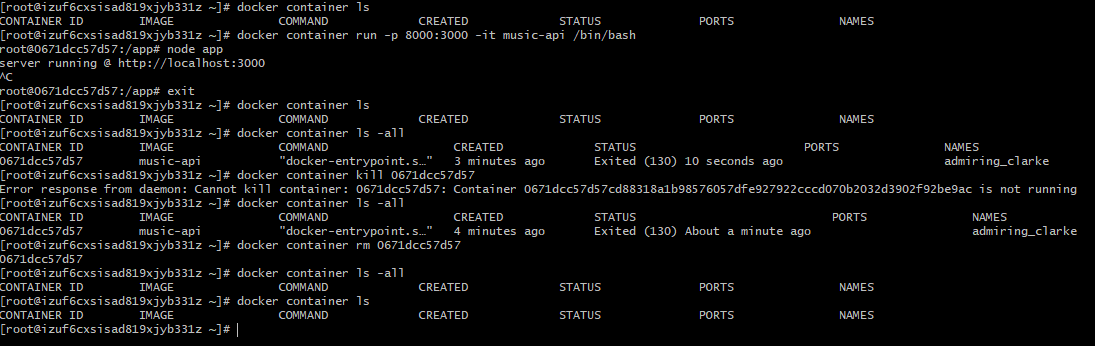 [root@izuf6cxsisad819xjyb331z ~]# docker container ls
CONTAINER ID        IMAGE               COMMAND             CREATED             STATUS              PORTS               NAMES
[root@izuf6cxsisad819xjyb331z ~]# docker container run -p 8000:3000 -it music-api /bin/bash
root@0671dcc57d57:/app# node app
server running @ http://localhost:3000
^C
root@0671dcc57d57:/app# exit
[root@izuf6cxsisad819xjyb331z ~]# docker container ls
CONTAINER ID        IMAGE               COMMAND             CREATED             STATUS              PORTS               NAMES
[root@izuf6cxsisad819xjyb331z ~]# docker container ls -all
CONTAINER ID        IMAGE               COMMAND                  CREATED             STATUS                        PORTS               NAMES
0671dcc57d57        music-api           "docker-entrypoint.s…"   3 minutes ago       Exited (130) 10 seconds ago                       admiring_clarke
[root@izuf6cxsisad819xjyb331z ~]# docker container kill 0671dcc57d57
Error response from daemon: Cannot kill container: 0671dcc57d57: Container 0671dcc57d57cd88318a1b98576057dfe927922cccd070b2032d3902f92be9ac is not running
[root@izuf6cxsisad819xjyb331z ~]# docker container ls -all
CONTAINER ID        IMAGE               COMMAND                  CREATED             STATUS                            PORTS               NAMES
0671dcc57d57        music-api           "docker-entrypoint.s…"   4 minutes ago       Exited (130) About a minute ago                       admiring_clarke
[root@izuf6cxsisad819xjyb331z ~]# docker container rm 0671dcc57d57
0671dcc57d57
[root@izuf6cxsisad819xjyb331z ~]# docker container ls -all
CONTAINER ID        IMAGE               COMMAND             CREATED             STATUS              PORTS               NAMES
[root@izuf6cxsisad819xjyb331z ~]# docker container ls
CONTAINER ID        IMAGE               COMMAND             CREATED             STATUS              PORTS               NAMES
[root@izuf6cxsisad819xjyb331z ~]#